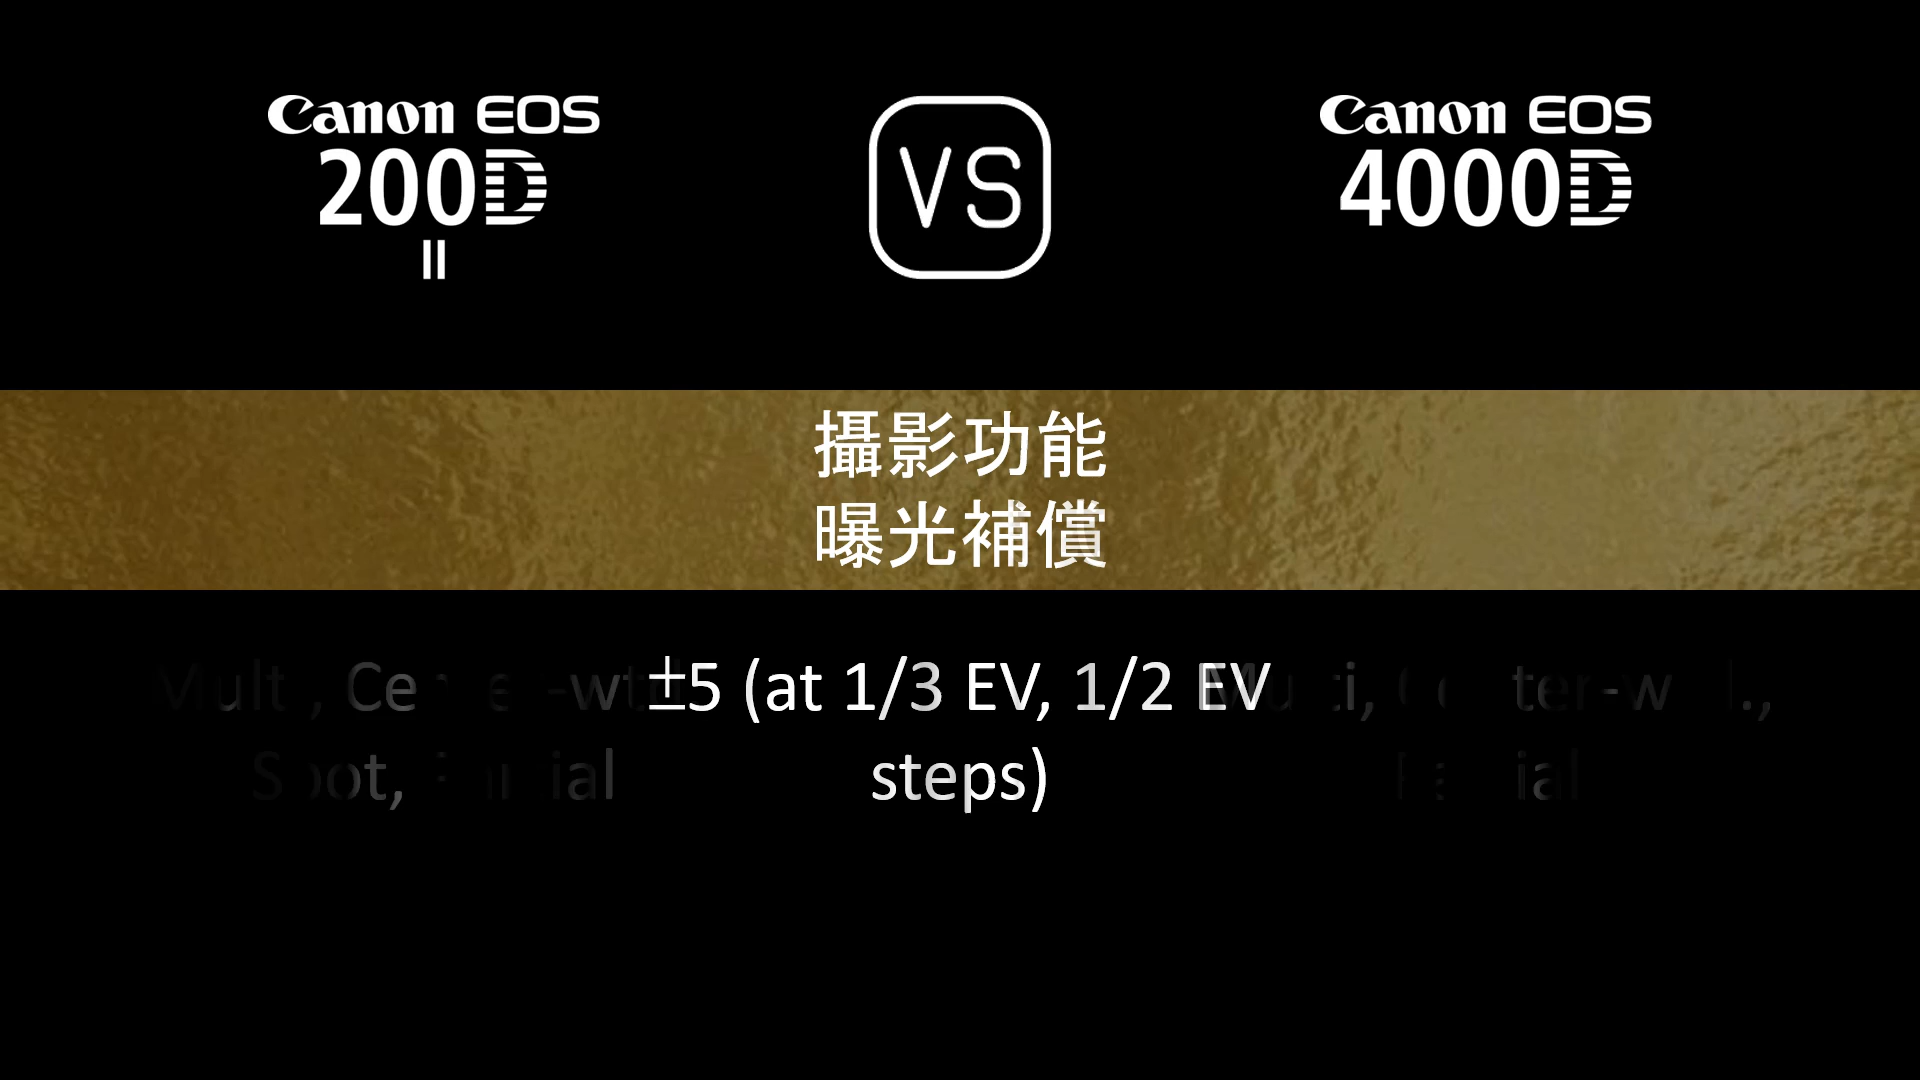 Canon EOS
200D
II
VS
Canon EOS
4000D
攝影功能
曝光補償
±5 (at 1/3 EV, 1/2 EV
steps)